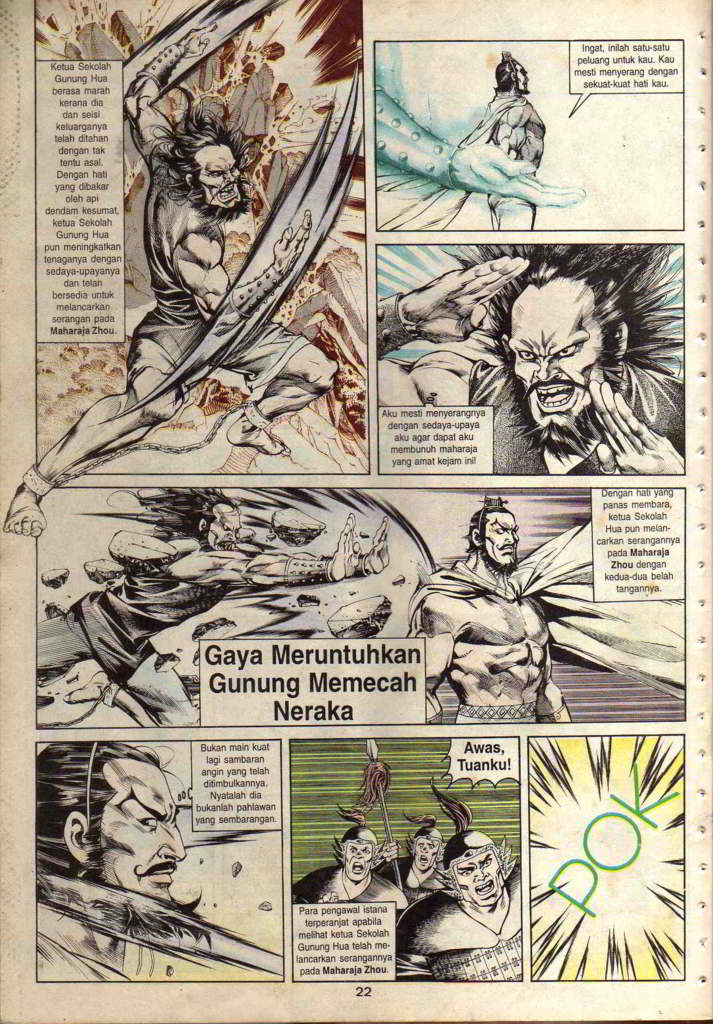 Ketua Sekolah
Gunung Hua
berasa marah
kerana dia
dan seisi
keluarganya
telah ditahan
dengan tak
tentu asal.
Dengan hati
yang dibakar
oleh api
dendam kesumat,
ketua Sekolah
Gunung Hua
pun meningkatkan
tenaganya dengan
sedaya-upayanya
dan telah
bersedia untuk
melancarkan
serangan pada
Maharaja Zhou.
Ingat, inilah satu-satu
peluang untuk kau. Kau
mesti menyerang dengan
sekuat-kuat hati kau.
Aku mesti menyerangnya
dengan sedaya-upaya
aku agar dapat aku
membunuh maharaja
yang amat kejam ini!
Dengan hati yang
panas membara,
ketua Sekolah
Hua pun melan-
carkan serangannya
pada Maharaja
Zhou dengan
kedua-dua belah
tangannya.
Gaya Meruntuhkan
Gunung Memecah
Neraka
Bukan main kuat
lagi sambaran
angin yang telah
ditimbulkannya.
Nyatalah dia
bukanlah pahlawan
yang sembarangan.
Awas,
Tuanku!
Para pengawal istana
terperanjat apabila
melihat ketua Sekolah
Gunung Hua telah me-
lancarkan serangannya
pada Maharaja Zhou.
POK
22